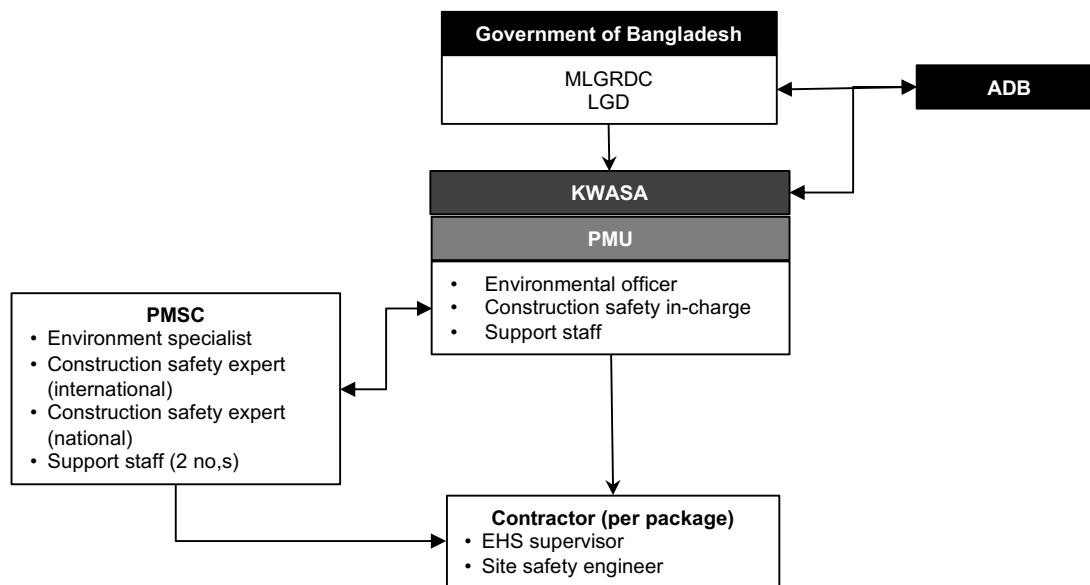 Government of Bangladesh
MLGRDC
LGD
ADB
KWASA
PMU
• Environmental officer
• Construction safety in-charge
• Support staff
PMSC
• Environment specialist
• Construction safety expert
(international)
• Construction safety expert
(national)
• Support staff (2 no,s)
Contractor (per package)
• EHS supervisor
• Site safety engineer